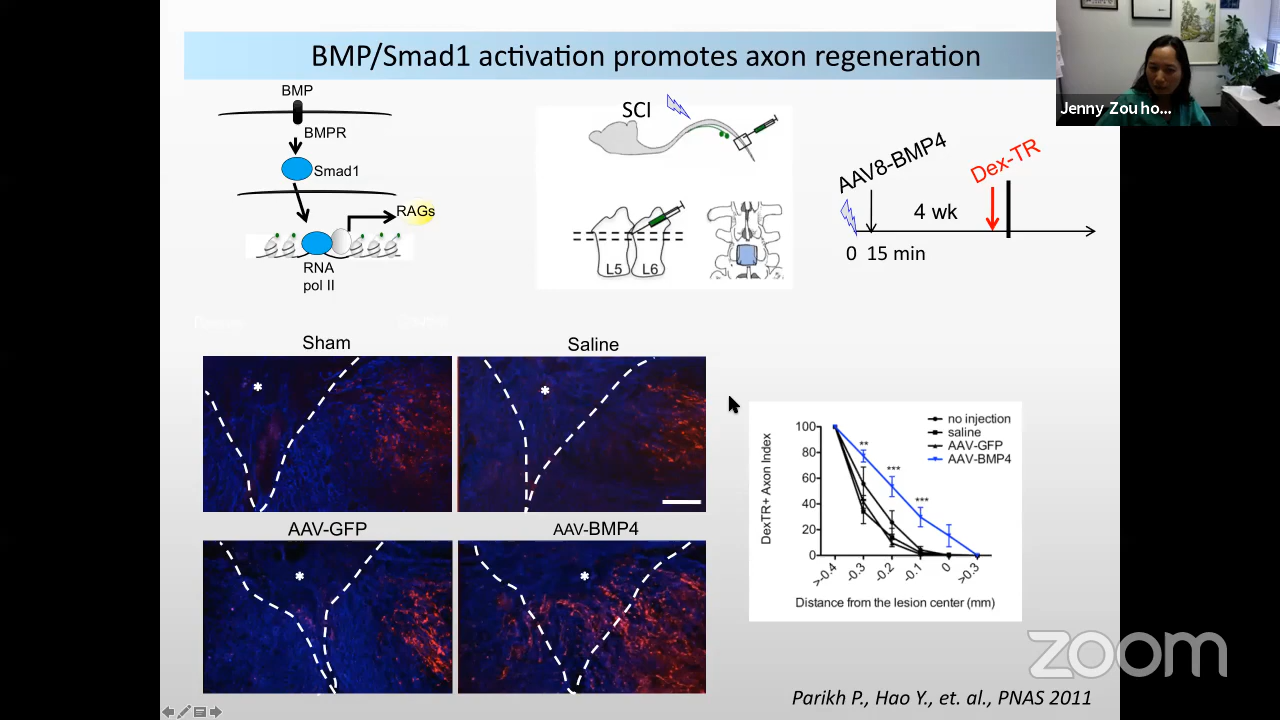 BMP/Smad1 activation promotes axon regeneration
Jenny Zou ho...
BMP
BMPR
Smad1
RAGs
RNA
pol II
SCI
L5 L6
AAV8-BMP4
Dex-TR
4 wk
0 15 min
Sham
Saline
*
*
AAV-GFP
AAV-BMP4
*
*
no injection
saline
AAV-GFP
AAV-BMP4
DexTR+ Axon Index
100
80
60
40
20
0
**
***
***
>-0.4 -0.3 -0.2 -0.1 0 >0.3
Distance from the lesion center (mm)
zoom
Parikh P., Hao Y., et. al., PNAS 2011